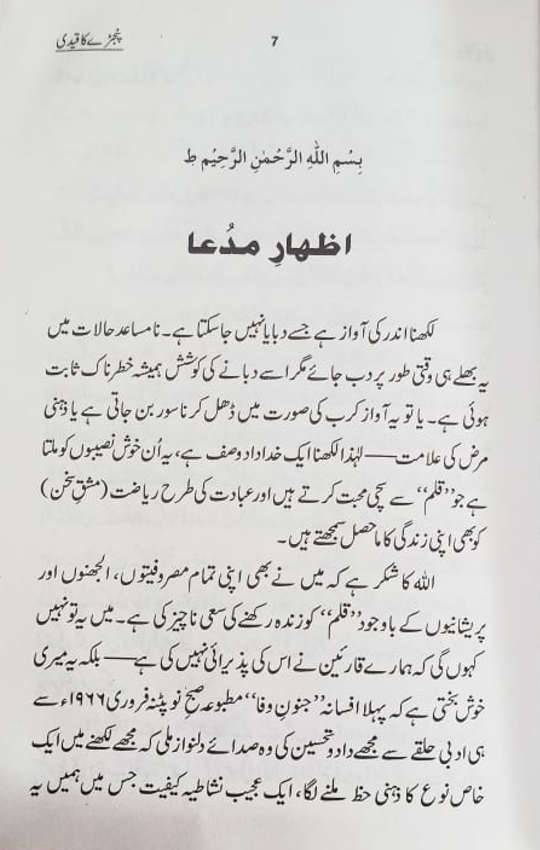 پنجڑے کا قیدی
7
بِسْمِ اللّٰہِ الرَّحْمٰنِ الرَّحِیْم ط
اظہارِ مدُعا
لکھنا اندر کی آواز ہے جسے دبایا نہیں جاسکتا ہے۔ نامساعد حالات میں
یہ بھلے ہی وقتی طور پر دب جائے مگر اسے دبانے کی کوشش ہمیشہ خطرناک ثابت
ہوئی ہے۔ یا تو یہ آواز کرب کی صورت میں ڈھل کر ناسور بن جاتی ہے یا ذہنی
مرض کی علامت——لہٰذا لکھنا ایک خداداد وصف ہے، یہ اُن خوش نصیبوں کو ملتا
ہے جو ’’قلم‘‘ سے سچی محبت کرتے ہیں اور عبادت کی طرح ریاضت (مشقِ سخن)
کو بھی اپنی زندگی کا ماحصل سمجھتے ہیں۔
اللہ کا شکر ہے کہ میں نے بھی اپنی تمام مصروفیتوں، الجھنوں اور
پریشانیوں کے باوجود ’’قلم‘‘ کو زندہ رکھنے کی سعی ناچیز کی ہے۔ میں یہ تو نہیں
کہوں گی کہ ہمارے قارئین نے اس کی پذیرائی نہیں کی ہے—— بلکہ یہ میری
خوش بختی ہے کہ پہلا افسانہ ’’جنونِ وفا‘‘ مطبوعہ صبحِ نو پٹنہ فروری ۱۹۶۶ء سے
ہی ادبی حلقے سے مجھے داد و تحسین کی وہ صدائے دلنواز ملی کہ مجھے لکھنے میں ایک
خاص نوع کا ذہنی حظ ملنے لگا، ایک عجیب نشاطیہ کیفیت جس میں ہمیں یہ